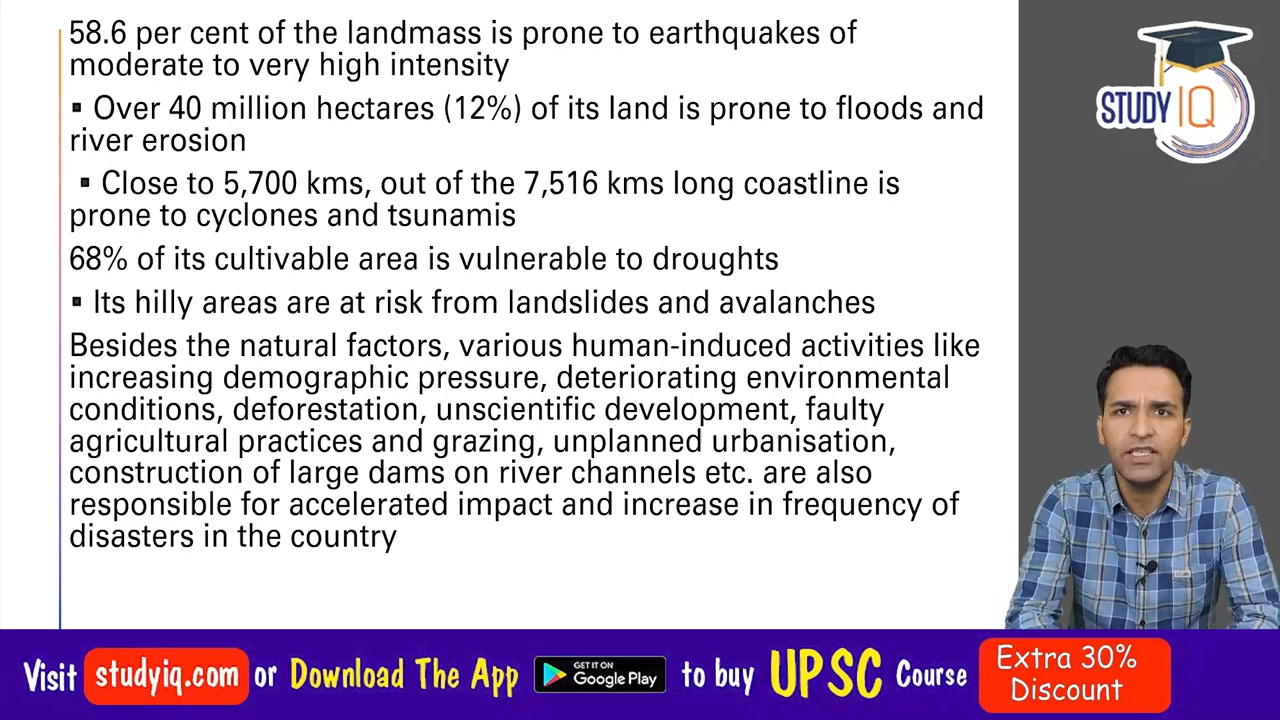 58.6 per cent of the landmass is prone to earthquakes of
moderate to very high intensity
▪ Over 40 million hectares (12%) of its land is prone to floods and
river erosion
▪ Close to 5,700 kms, out of the 7,516 kms long coastline is
prone to cyclones and tsunamis
68% of its cultivable area is vulnerable to droughts
▪ Its hilly areas are at risk from landslides and avalanches
Besides the natural factors, various human-induced activities like
increasing demographic pressure, deteriorating environmental
conditions, deforestation, unscientific development, faulty
agricultural practices and grazing, unplanned urbanisation,
construction of large dams on river channels etc. are also
responsible for accelerated impact and increase in frequency of
disasters in the country
STUDY IQ
Visit studyiq.com or Download The App GET IT ON Google Play to buy UPSC Course
Extra 30%
Discount